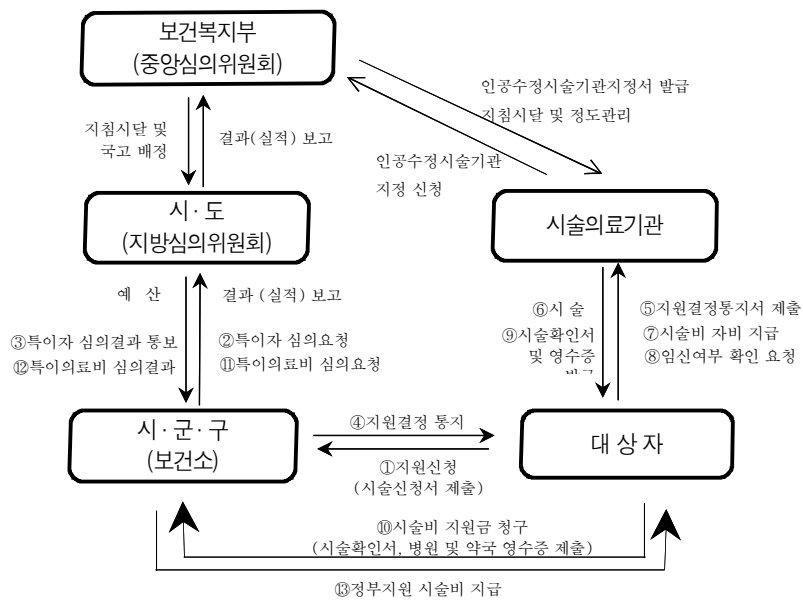 보건복지부
(중앙심의위원회)
인공수정시술기관지정서 발급
지침시달 및 정도관리
지침시달 및
국고 배정
결과(실적) 보고
인공수정시술기관
지정 신청
시·도
(지방심의위원회)
시술의료기관
예 산
결과 (실적) 보고
③특이자 심의결과 통보
⑫특이의료비 심의결과
②특이자 심의요청
⑪특이의료비 심의요청
⑥시 술
⑨시술확인서
및 영수증
⑤지원결정통지서 제출
⑦시술비 자비 지급
⑧임신여부 확인 요청
시·군·구
(보건소)
④지원결정 통지
①지원신청
(시술신청서 제출)
대 상 자
⑩시술비 지원금 청구
(시술확인서, 병원 및 약국 영수증 제출)
⑬정부지원 시술비 지급